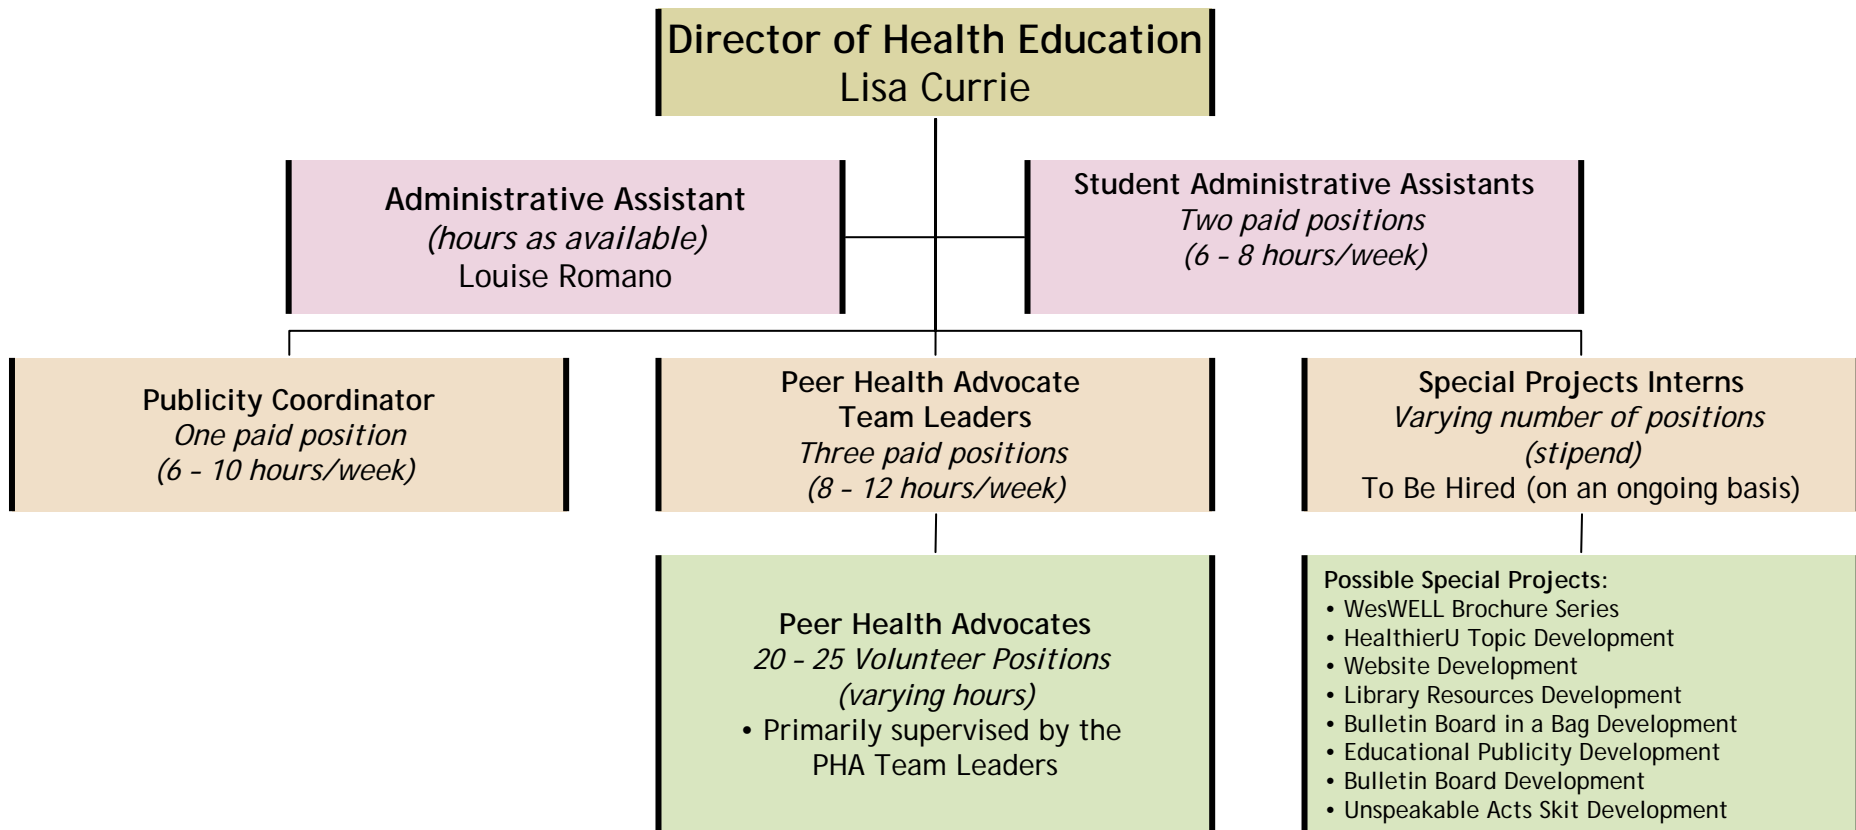 Director of Health Education
Lisa Currie
Administrative Assistant
(hours as available)
Louise Romano
Student Administrative Assistants
Two paid positions
(6 – 8 hours/week)
Publicity Coordinator
One paid position
(6 – 10 hours/week)
Peer Health Advocate
Team Leaders
Three paid positions
(8 – 12 hours/week)
Special Projects Interns
Varying number of positions
(stipend)
To Be Hired (on an ongoing basis)
Peer Health Advocates
20 – 25 Volunteer Positions
(varying hours)
• Primarily supervised by the
PHA Team Leaders
Possible Special Projects:
• WesWELL Brochure Series
• HealthierU Topic Development
• Website Development
• Library Resources Development
• Bulletin Board in a Bag Development
• Educational Publicity Development
• Bulletin Board Development
• Unspeakable Acts Skit Development